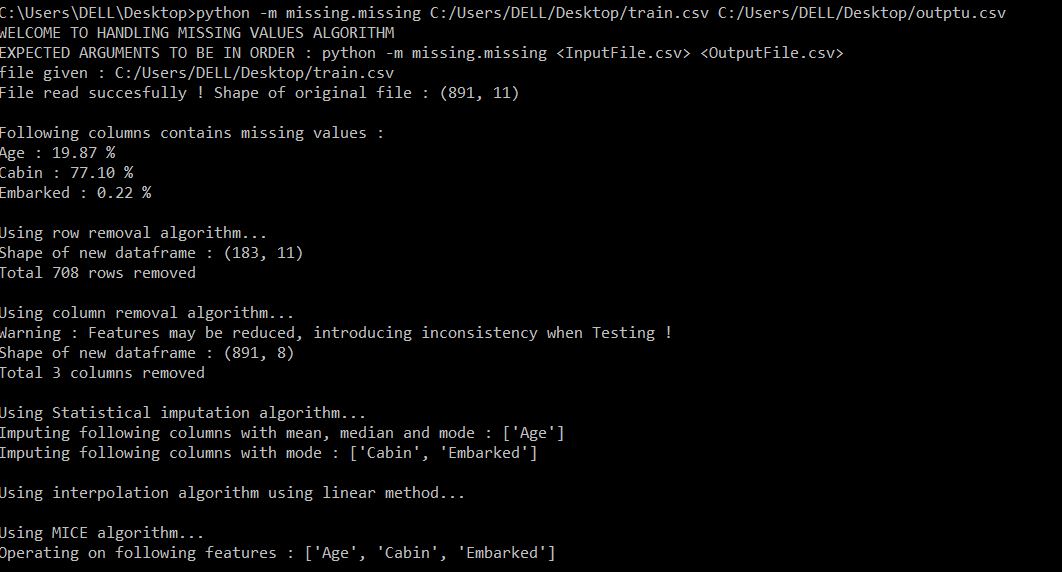 C:\Users\DELL\Desktop>python -m missing.missing C:/Users/DELL/Desktop/train.csv C:/Users/DELL/Desktop/outptu.csv
WELCOME TO HANDLING MISSING VALUES ALGORITHM
EXPECTED ARGUMENTS TO BE IN ORDER : python -m missing.missing <InputFile.csv> <OutputFile.csv>
file given : C:/Users/DELL/Desktop/train.csv
File read succesfully ! Shape of original file : (891, 11)
Following columns contains missing values :
Age : 19.87 %
Cabin : 77.10 %
Embarked : 0.22 %
Using row removal algorithm...
Shape of new dataframe : (183, 11)
Total 708 rows removed
Using column removal algorithm...
Warning : Features may be reduced, introducing inconsistency when Testing !
Shape of new dataframe : (891, 8)
Total 3 columns removed
Using Statistical imputation algorithm...
Imputing following columns with mean, median and mode : ['Age']
Imputing following columns with mode : ['Cabin', 'Embarked']
Using interpolation algorithm using linear method...
Using MICE algorithm...
Operating on following features : ['Age', 'Cabin', 'Embarked']